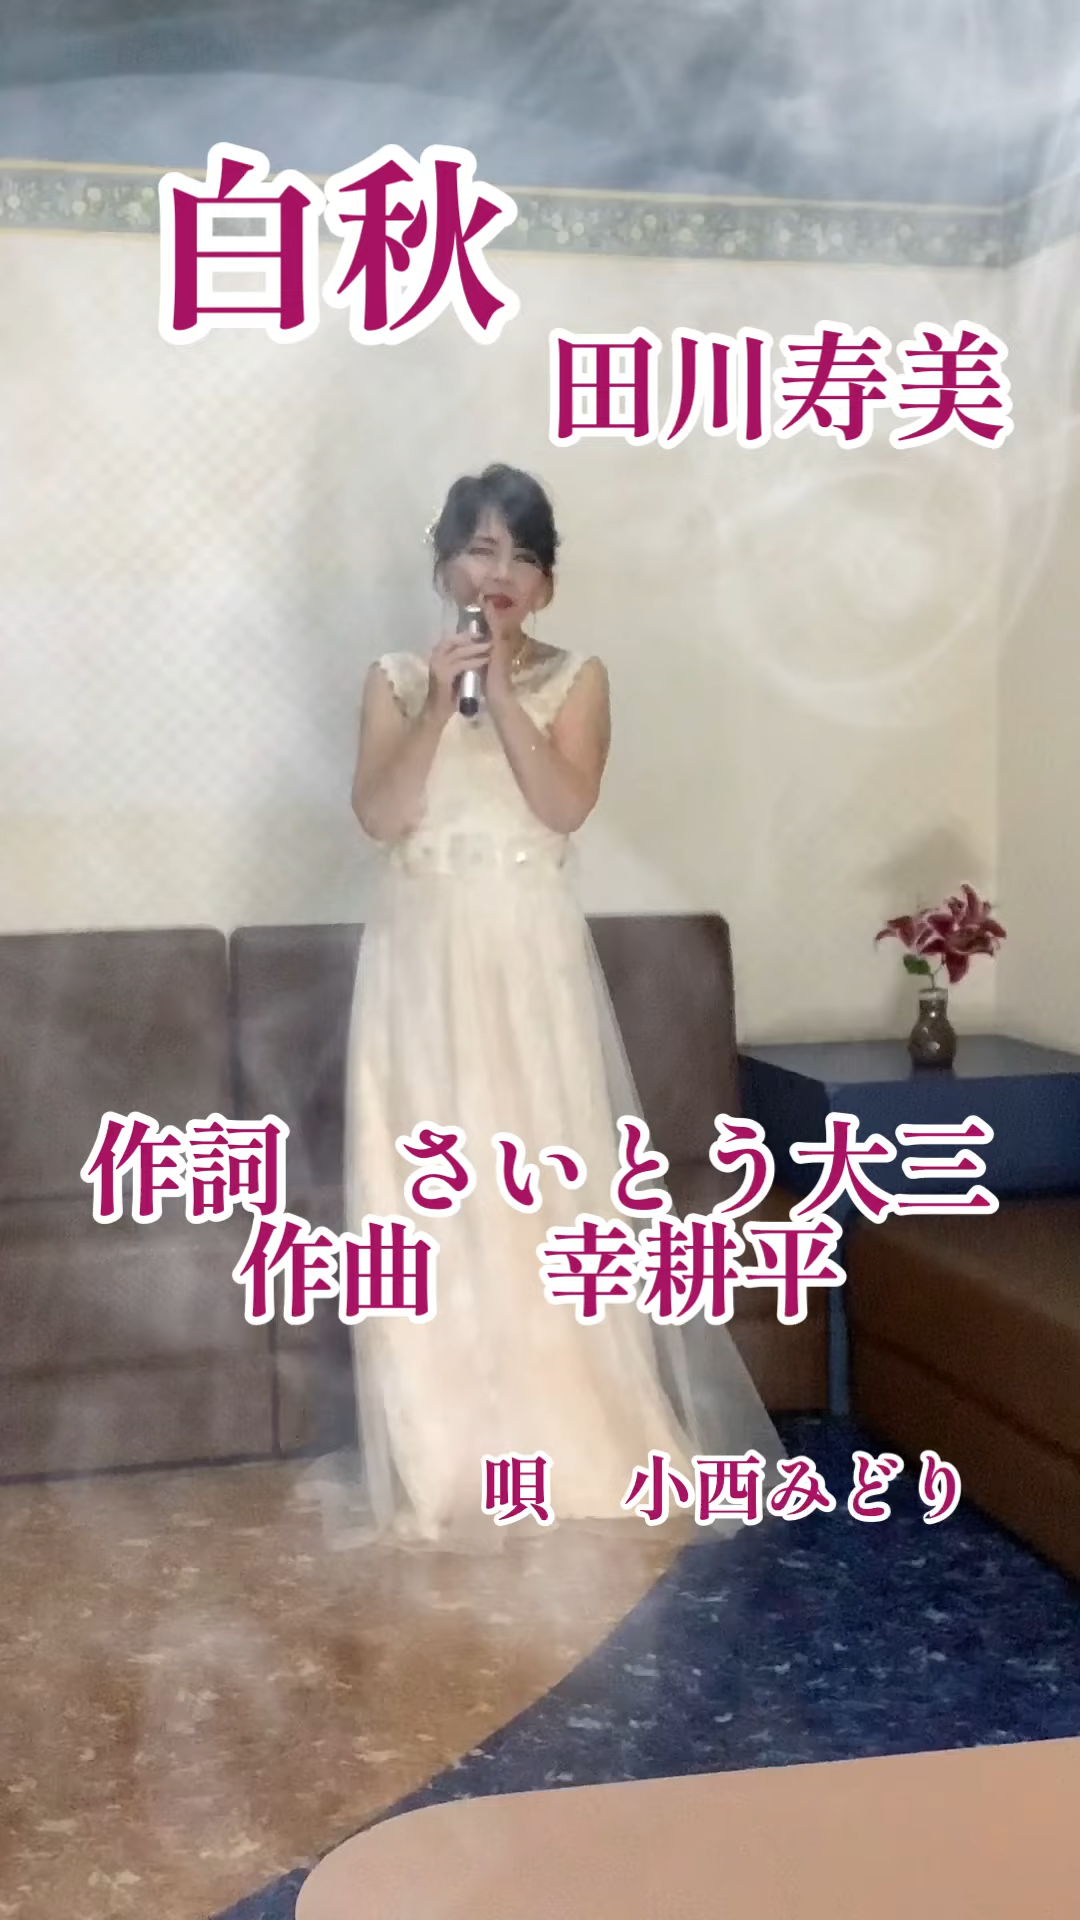 白秋
田川寿美
作詞　さいとう大三
作曲　幸耕平
唄　小西みどり